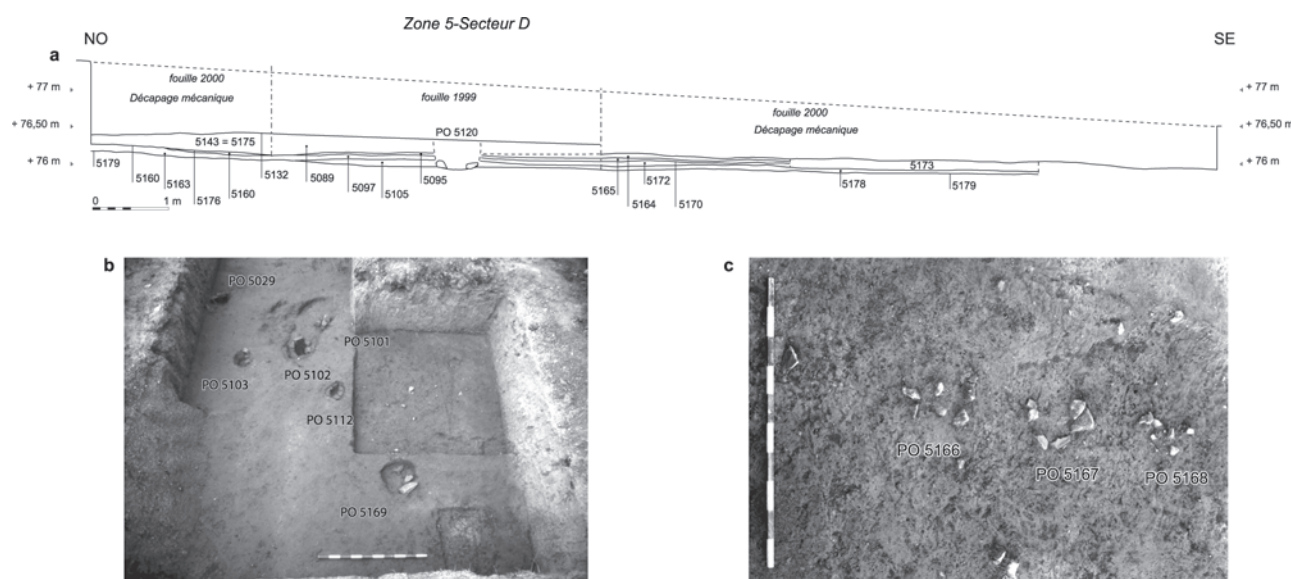 Zone 5-Secteur D
NO
SE
a
fouille 2000
Décapage mécanique
fouille 1999
fouille 2000
Décapage mécanique
+ 77 m
+ 77 m
+ 76,50 m
+ 76,50 m
PO 5120
5143 = 5175
+ 76 m
+ 76 m
5173
5179
5160
5163
5176
5160
5132
5089
5097
5105
5095
5165
5164
5172
5170
5178
5179
0
1 m
b
PO 5029
PO 5101
PO 5103
PO 5102
PO 5112
PO 5169
c
PO 5166
PO 5167
PO 5168